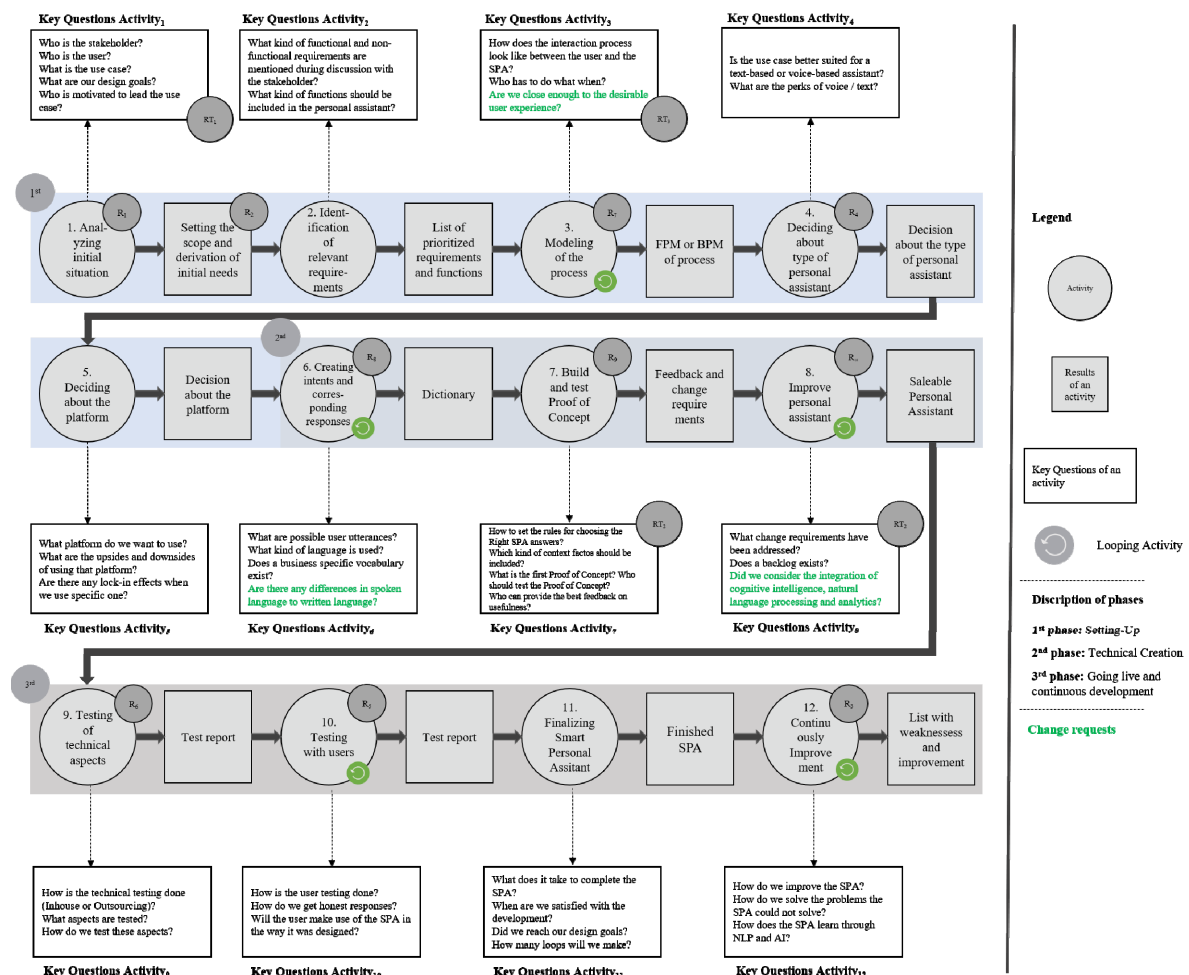 Key Questions Activity₁
Who is the stakeholder?
Who is the user?
What is the use case?
What are our design goals?
Who is motivated to lead the use
case?
Key Questions Activity₂
What kind of functional and non-
functional requirements are
mentioned during discussion with
the stakeholder?
What kind of functions should be
included in the personal assistant?
Key Questions Activity₃
How does the interaction process
look like between the user and the
SPA?
Who has to do what when?
Are we close enough to the desirable
user experience?
Key Questions Activity₄
Is the use case better suited for a
text-based or voice-based assistant?
What are the perks of voice / text?
1st
1. Anal-
yzing
initial
situation
R₁
Setting the
scope and
derivation of
initial needs
R₂
2. Ident-
ification
of
relevant
require-
ments
List of
prioritized
requirements
and functions
3.
Modeling
of the
process
R₇
FPM or BPM
of process
4.
Deciding
about
type of
personal
assistant
R₄
Decision
about the type
of personal
assistant
5.
Deciding
about the
platform
Decision
about the
platform
2nd
6. Creating
intents and
corres-
ponding
responses
R₈
Dictionary
7. Build
and test
Proof of
Concept
R₉
Feedback and
change
require
ments
8.
Improve
personal
assistant
Saleable
Personal
Assistant
What platform do we want to use?
What are the upsides and downsides
of using that platform?
Are there any lock-in effects when
we use specific one?
Key Questions Activity₅
What are possible user utterances?
What kind of language is used?
Does a business specific vocabulary
exist?
Are there any differences in spoken
language to written language?
Key Questions Activity₆
How to set the rules for choosing the
Right SPA answers?
Which kind of context factos should be
included?
What is the first Proof of Concept? Who
should test the Proof of Concept?
Who can provide the best feedback on
usefulness?
Key Questions Activity₇
What change requirements have
been addressed?
Does a backlog exists?
Did we consider the integration of
cognitive intelligence, natural
language processing and analytics?
Key Questions Activity₈
3rd
9. Testing
of
technical
aspects
R₆
Test report
10.
Testing
with users
R₅
Test report
11.
Finalizing
Smart
Personal
Assitant
Finished
SPA
12.
Continu
ously
Improve
ment
R₃
List with
weaknessess
and
improvement
How is the technical testing done
(Inhouse or Outsourcing)?
What aspects are tested?
How do we test these aspects?
Key Questions Activity₉
How is the user testing done?
How do we get honest responses?
Will the user make use of the SPA in
the way it was designed?
Key Questions Activity₁₀
What does it take to complete the
SPA?
When are we satisfied with the
development?
Did we reach our design goals?
How many loops will we make?
Key Questions Activity₁₁
How do we improve the SPA?
How do we solve the problems the
SPA could not solve?
How does the SPA learn through
NLP and AI?
Key Questions Activity₁₂
Legend
Activity
Results
of an
activity
Key Questions of an
activity
Looping Activity
Discription of phases
1st phase: Setting-Up
2nd phase: Technical Creation
3rd phase: Going live and
continuous development
Change requests